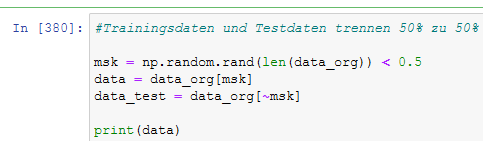 In [380]: #Trainingsdaten und Testdaten trennen 50% zu 50%
msk = np.random.rand(len(data_org)) < 0.5
data = data_org[msk]
data_test = data_org[~msk]
print(data)